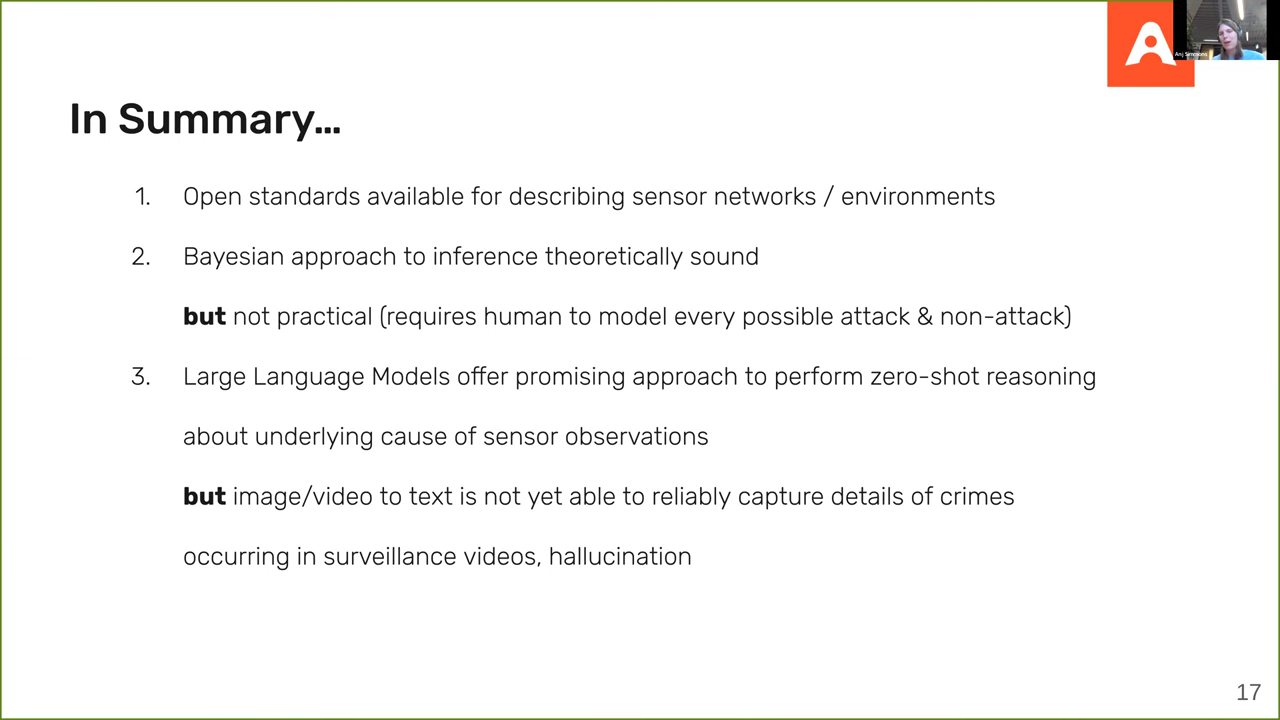 Anj Simmons
In Summary...
1. Open standards available for describing sensor networks / environments
2. Bayesian approach to inference theoretically sound
but not practical (requires human to model every possible attack & non-attack)
3. Large Language Models offer promising approach to perform zero-shot reasoning
about underlying cause of sensor observations
but image/video to text is not yet able to reliably capture details of crimes
occurring in surveillance videos, hallucination
17